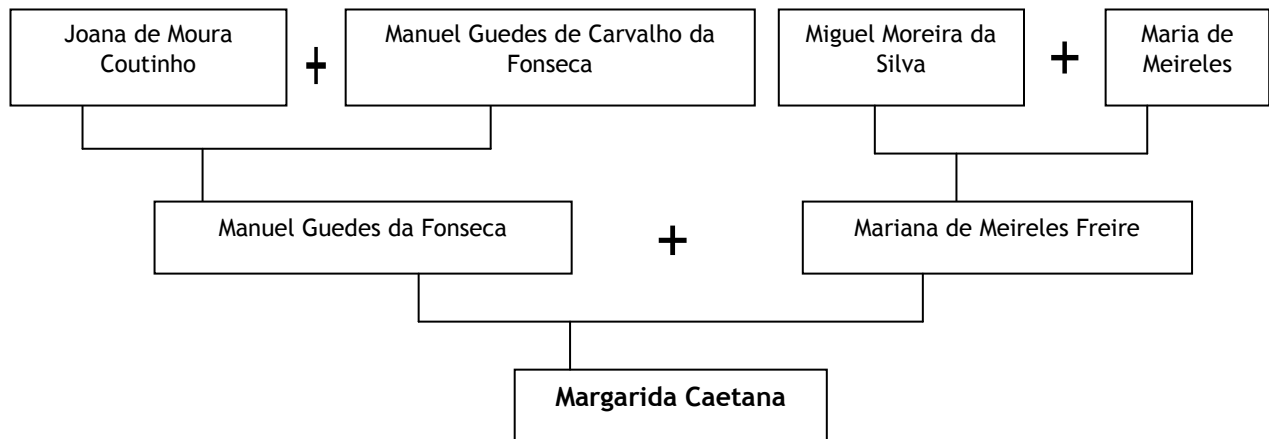 Joana de Moura
Coutinho
+
Manuel Guedes de Carvalho da
Fonseca
Miguel Moreira da
Silva
+
Maria de
Meireles
Manuel Guedes da Fonseca
+
Mariana de Meireles Freire
Margarida Caetana